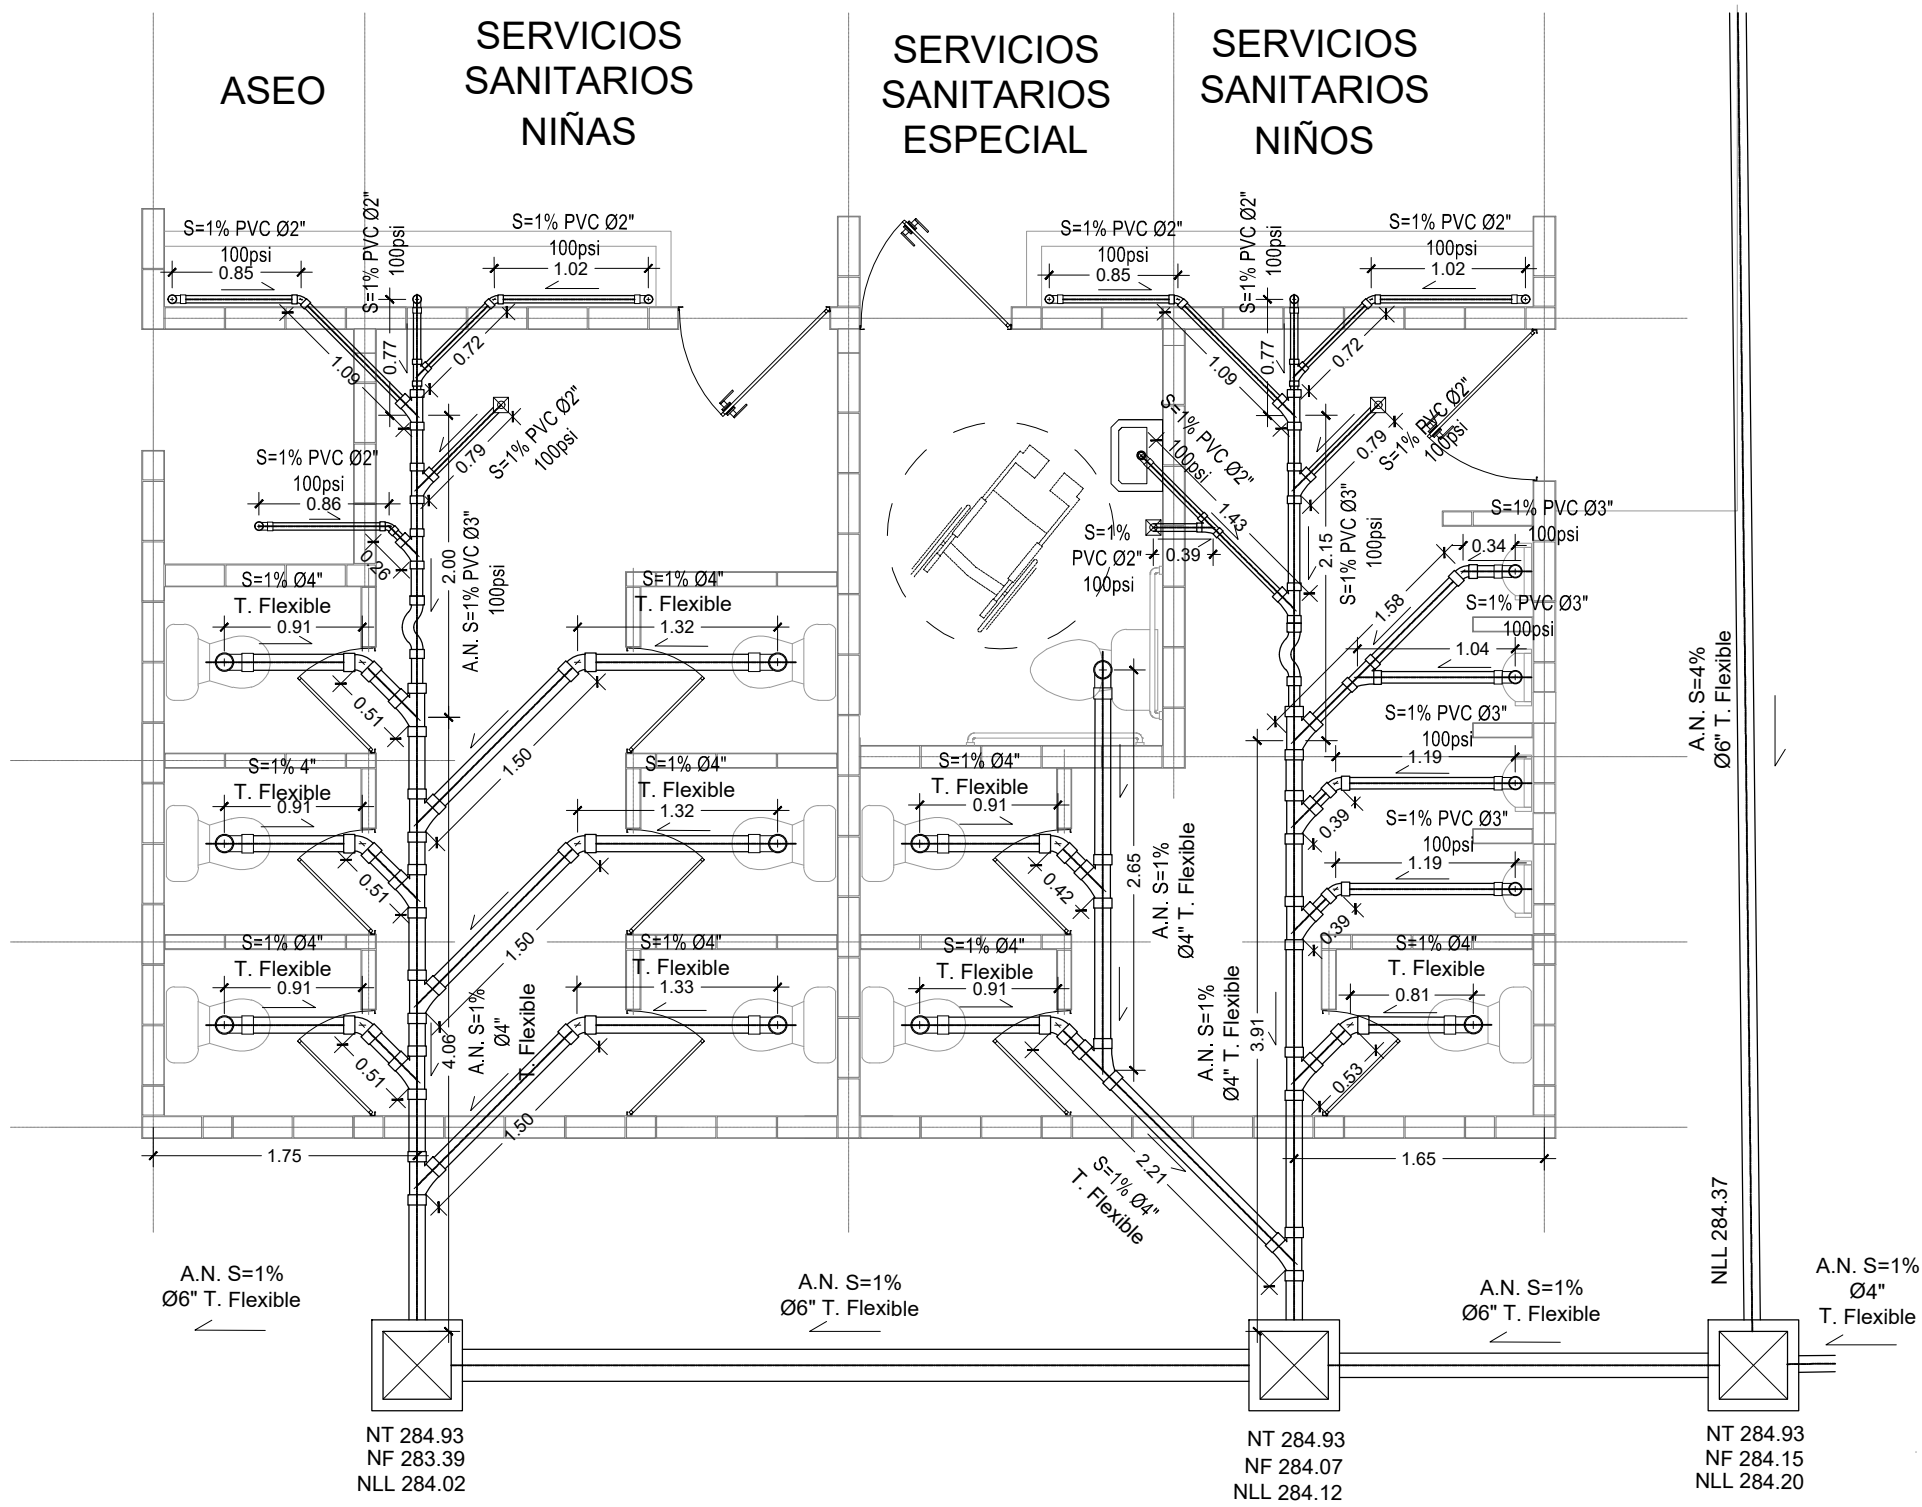 ASEO
SERVICIOS
SANITARIOS
NIÑAS
SERVICIOS
SANITARIOS
ESPECIAL
SERVICIOS
SANITARIOS
NIÑOS
S=1% PVC Ø2"
100psi
0.85
S=1% PVC Ø2"
100psi
S=1% PVC Ø2"
100psi
1.02
1.09
0.77
0.72
S=1% PVC Ø2"
100psi
0.79
S=1% PVC Ø2"
100psi
0.86
0.26
2.00
A.N. S=1% PVC Ø3"
100psi
S=1% PVC Ø2"
100psi
0.85
S=1% PVC Ø2"
100psi
S=1% PVC Ø2"
100psi
1.02
1.09
0.77
0.72
S=1% PVC Ø2"
100psi
0.79
S=1% PVC Ø2"
100psi
1.43
S=1%
PVC Ø2"
100psi
0.39
2.15
S=1% PVC Ø3"
100psi
S=1% PVC Ø3"
100psi
0.34
1.58
S=1% PVC Ø3"
100psi
1.04
S=1% PVC Ø3"
100psi
1.19
0.39
S=1% PVC Ø3"
100psi
1.19
0.39
S=1% Ø4"
T. Flexible
0.91
0.51
S=1% Ø4"
T. Flexible
1.32
1.50
S=1% 4"
T. Flexible
0.91
0.51
S=1% Ø4"
T. Flexible
1.32
1.50
S=1% Ø4"
T. Flexible
0.91
0.51
S=1% Ø4"
T. Flexible
1.33
1.50
4.06
A.N. S=1%
Ø4"
T. Flexible
S=1% Ø4"
T. Flexible
0.91
0.42
2.65
A.N. S=1%
Ø4" T. Flexible
S=1% Ø4"
T. Flexible
0.91
2.21
S=1% Ø4"
T. Flexible
A.N. S=1%
Ø4" T. Flexible
3.91
S=1% Ø4"
T. Flexible
0.81
0.53
A.N. S=4%
Ø6" T. Flexible
1.75
1.65
NLL 284.37
A.N. S=1%
Ø6" T. Flexible
A.N. S=1%
Ø6" T. Flexible
A.N. S=1%
Ø6" T. Flexible
A.N. S=1%
Ø4"
T. Flexible
NT 284.93
NF 283.39
NLL 284.02
NT 284.93
NF 284.07
NLL 284.12
NT 284.93
NF 284.15
NLL 284.20